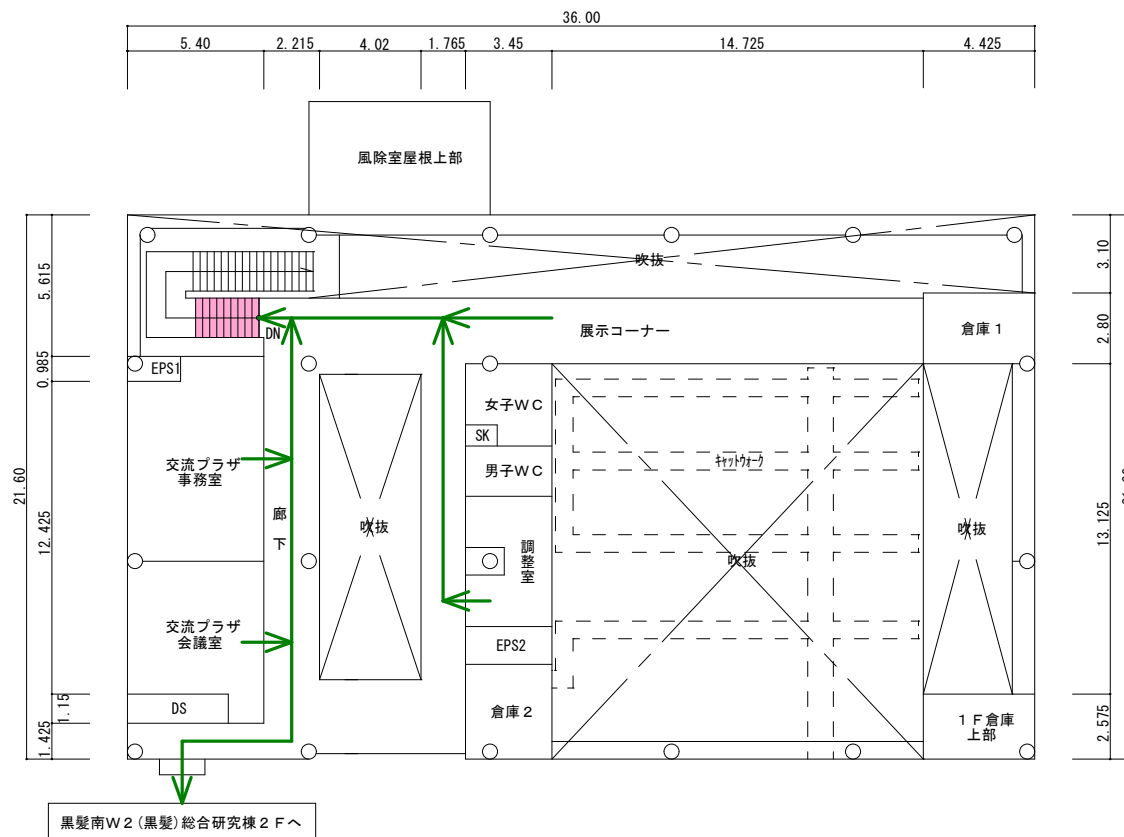 36.00
5.40 2.215 4.02 1.765 3.45 14.725 4.425
風除室屋根上部
吹抜
5.615
3.10
DN
展示コーナー
倉庫1
2.80
0.985
EPS1
女子WC
SK
男子WC
交流プラザ
事務室
キャットウォーク
21.60
12.425
廊下
吹抜
調整室
吹抜
吹抜
13.125
交流プラザ
会議室
EPS2
1.15
DS
倉庫2
1F倉庫
上部
1.425
2.575
黒髪南W2(黒髪)総合研究棟2Fへ